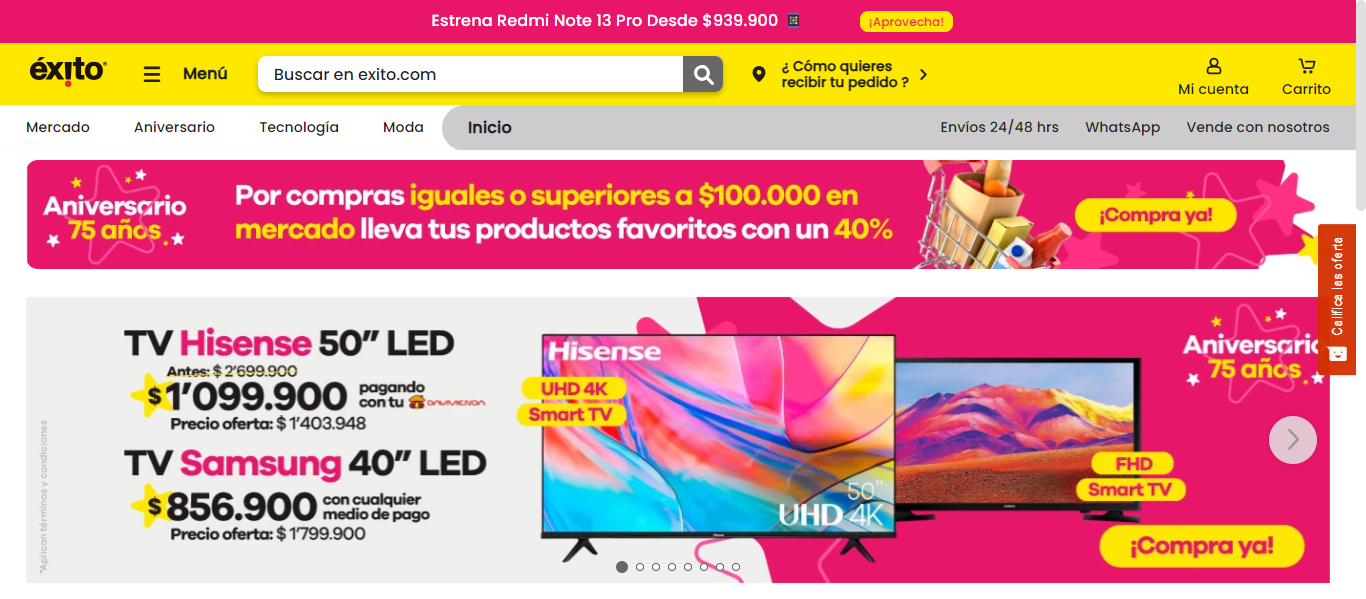 Estrena Redmi Note 13 Pro Desde $939.900
¡Aprovecha!
éxito
Menú
Buscar en exito.com
¿ Cómo quieres
recibir tu pedido ?
Mi cuenta
Carrito
Mercado
Aniversario
Tecnología
Moda
Inicio
Envíos 24/48 hrs
WhatsApp
Vende con nosotros
Aniversario
75 años
Por compras iguales o superiores a $100.000 en
mercado lleva tus productos favoritos con un 40%
¡Compra ya!
Califica las oferta
TV Hisense 50” LED
Antes: $ 2’699.900
$1’099.900
pagando
con tu DAVIVIENDA
Precio oferta: $ 1’403.948
TV Samsung 40” LED
$856.900
con cualquier
medio de pago
Precio oferta: $ 1’799.900
*Aplican términos y condiciones
Hisense
UHD 4K
Smart TV
50"
UHD 4K
Aniversario
75 años
FHD
Smart TV
¡Compra ya!